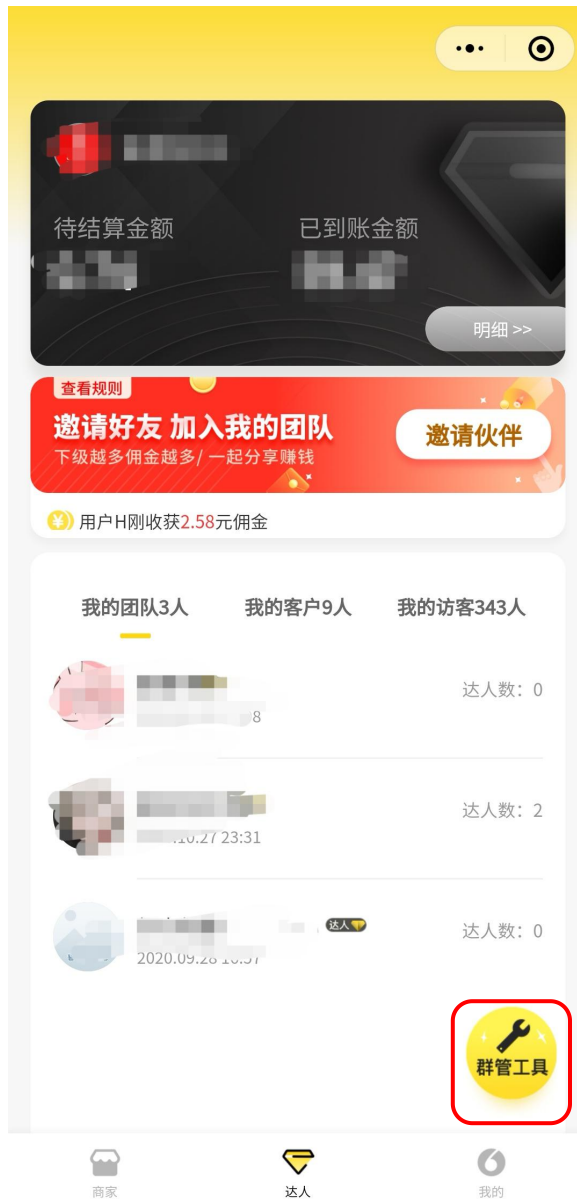 待结算金额 已到账金额
明细 >>
查看规则
邀请好友 加入我的团队
下级越多佣金越多/ 一起分享赚钱
邀请伙伴
用户H刚收获2.58元佣金
我的团队3人 我的客户9人 我的访客343人
达人数：0
8
达人数：2
.10.27 23:31
达人
达人数：0
2020.09.28
群管工具
商家 达人 我的